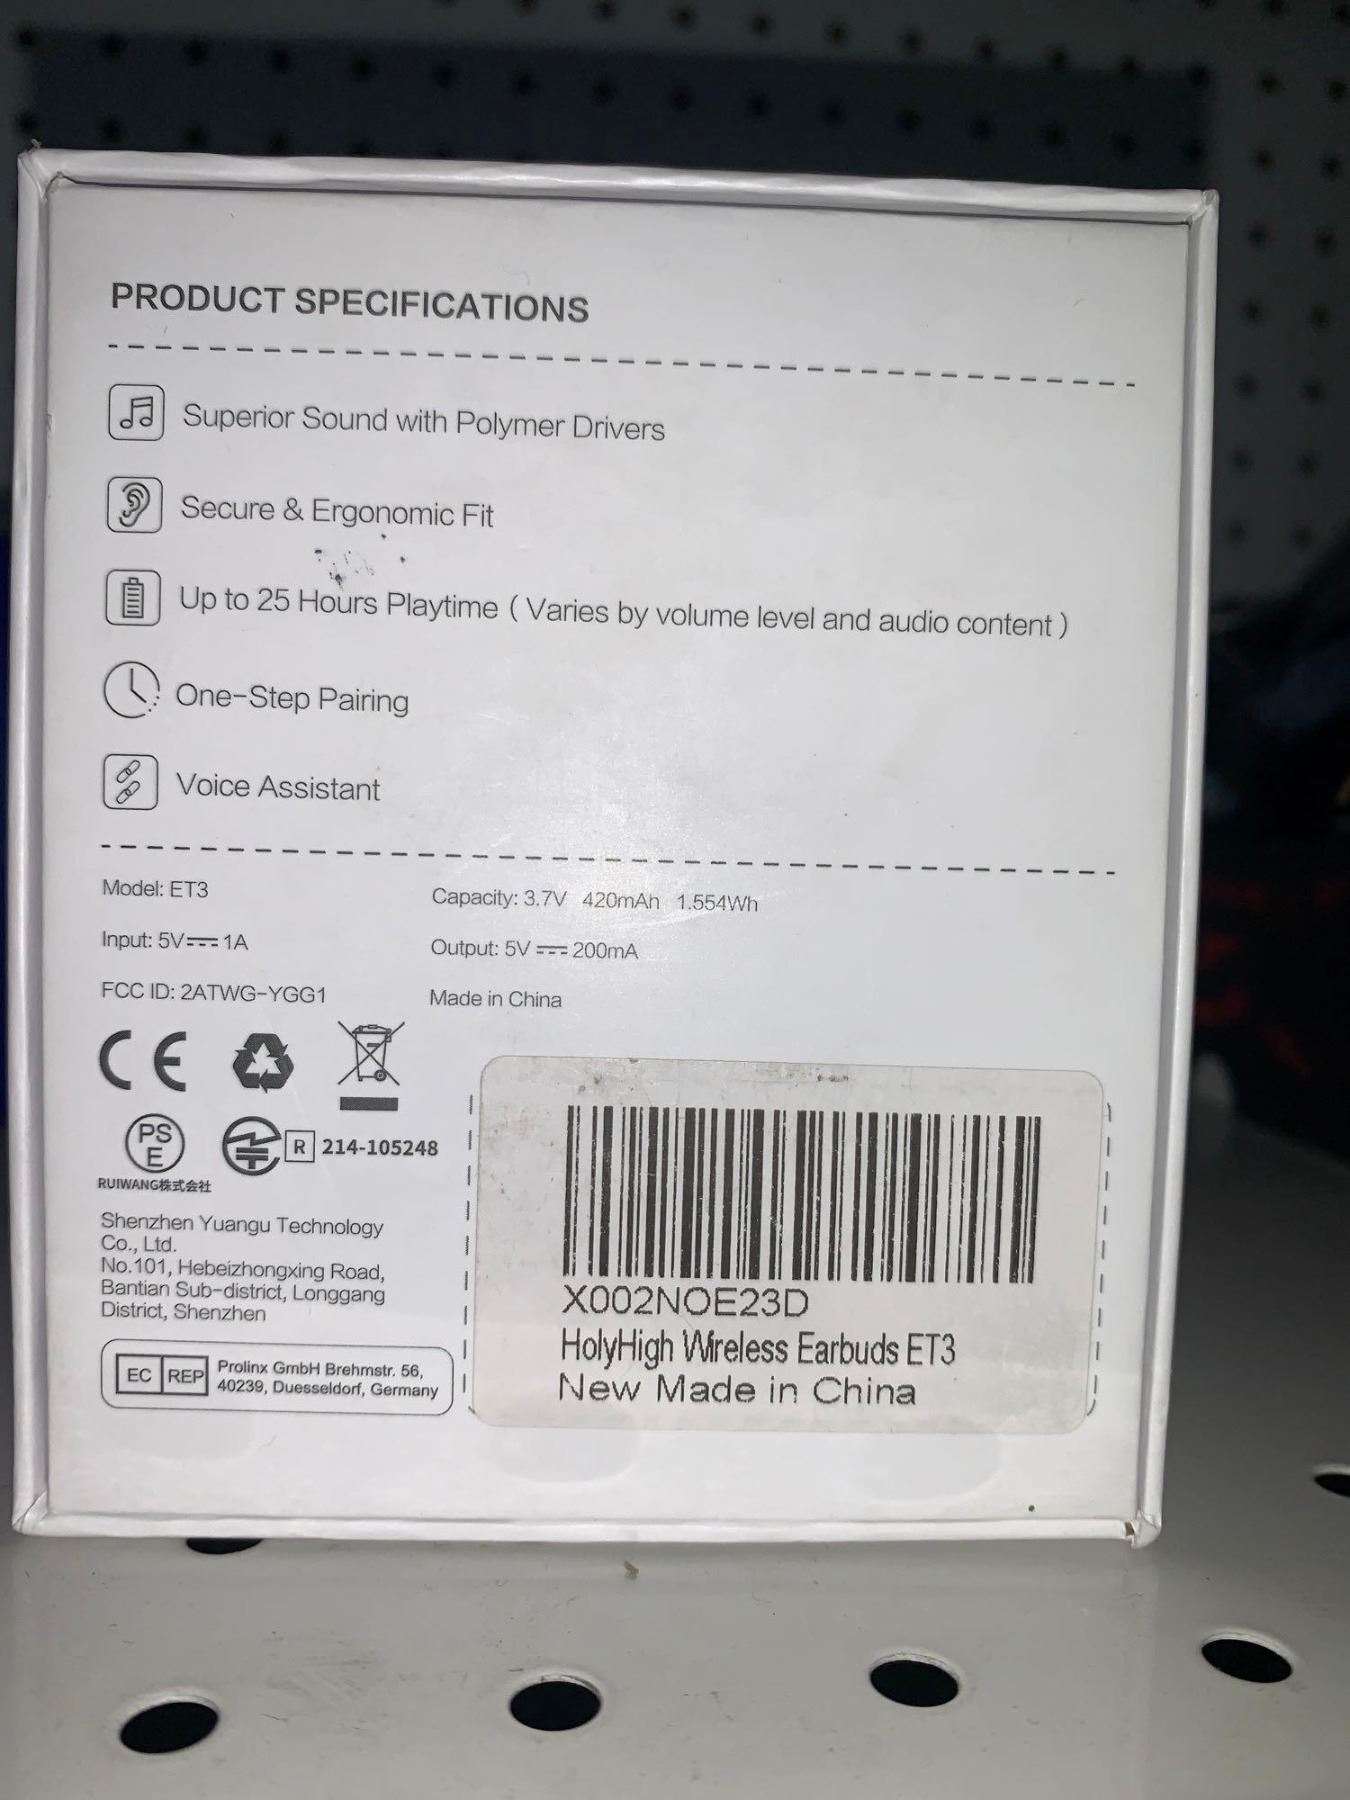 PRODUCT SPECIFICATIONS
Superior Sound with Polymer Drivers
Secure & Ergonomic Fit
Up to 25 Hours Playtime ( Varies by volume level and audio content )
One-Step Pairing
Voice Assistant
Model: ET3
Capacity: 3.7V 420mAh 1.554Wh
Input: 5V⎓1A
Output: 5V⎓200mA
FCC ID: 2ATWG-YGG1
Made in China
CE
PS
E
R 214-105248
RUIWANG株式会社
Shenzhen Yuangu Technology
Co., Ltd.
No.101, Hebeizhongxing Road,
Bantian Sub-district, Longgang
District, Shenzhen
EC REP
Prolinx GmbH Brehmstr. 56,
40239, Duesseldorf, Germany
X002NOE23D
HolyHigh Wireless Earbuds ET3
New Made in China